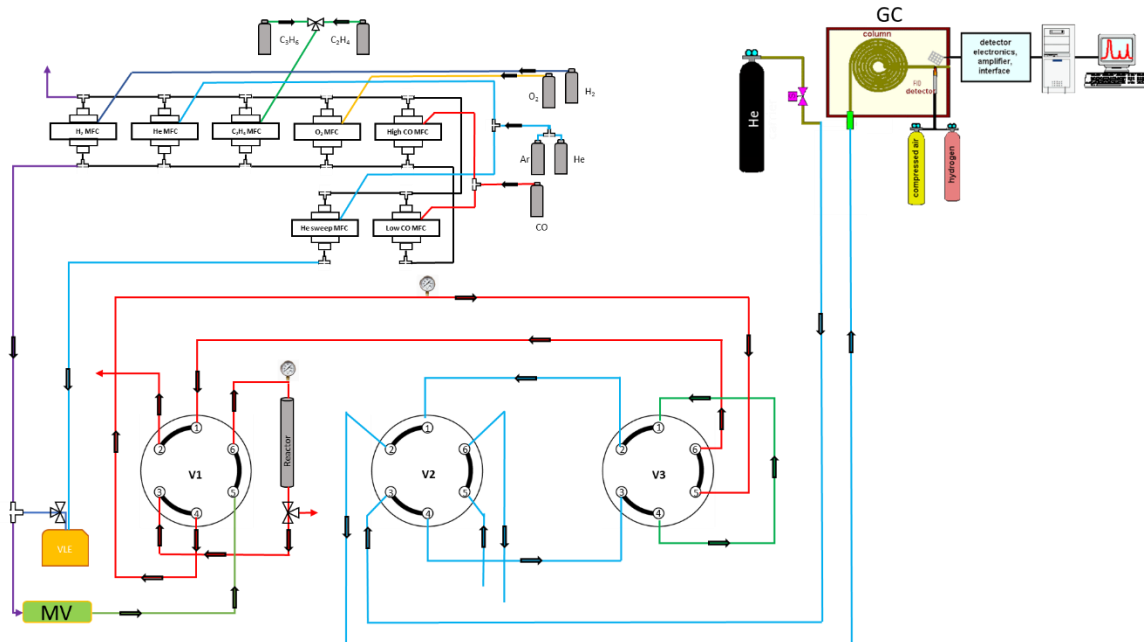 GC
column
detector
electronics,
amplifier,
interface
FID
detector
He
compressed air
hydrogen
C₃H₆
C₂H₄
O₂
H₂
H₂ MFC
He MFC
O₂ MFC
High CO MFC
Ar
He
He sweep MFC
Low CO MFC
CO
Reactor
1
2
6
V1
3
5
4
1
2
6
V2
3
5
4
1
2
6
V3
3
5
4
VLE
MV